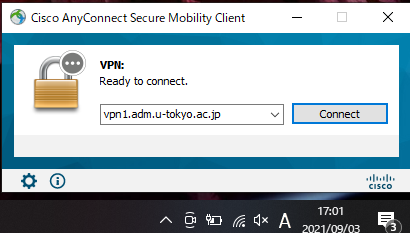 Cisco AnyConnect Secure Mobility Client
VPN:
Ready to connect.
vpn1.adm.u-tokyo.ac.jp
Connect
CISCO
A
17:01
2021/09/03
3